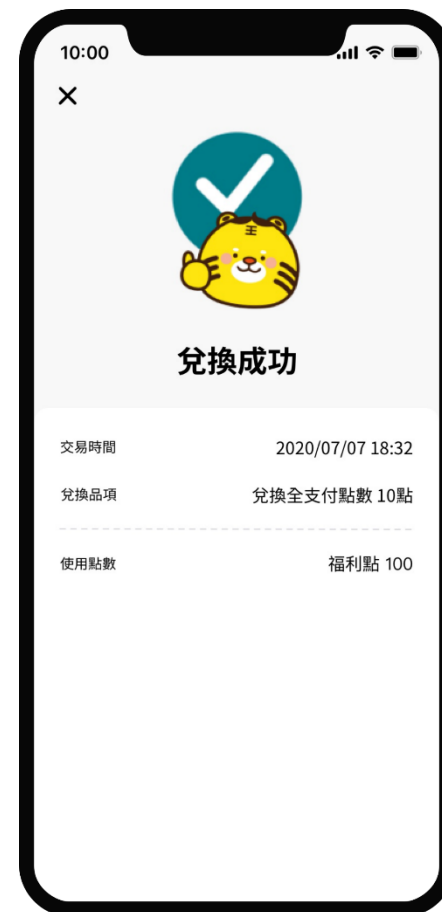 10:00
王
兌換成功
交易時間 2020/07/07 18:32
兌換品項 兌換全支付點數 10點
使用點數 福利點 100